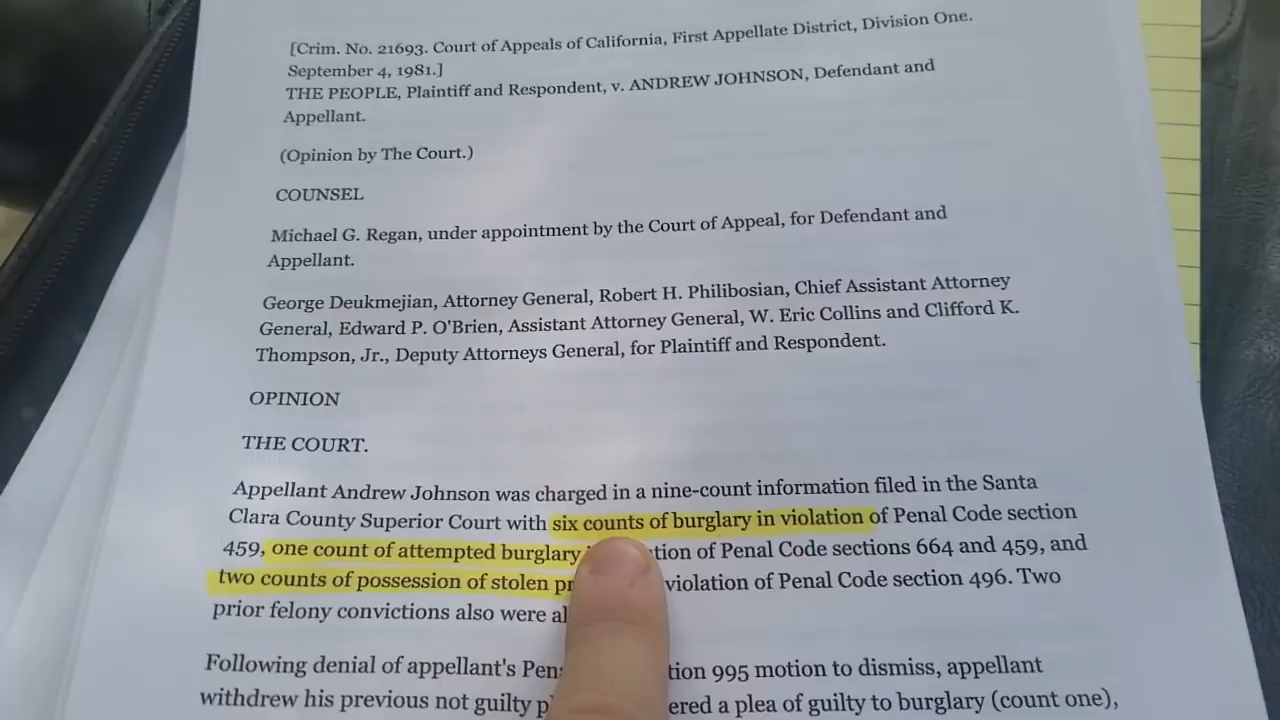 [Crim. No. 21693. Court of Appeals of California, First Appellate District, Division One.
September 4, 1981.]
THE PEOPLE, Plaintiff and Respondent, v. ANDREW JOHNSON, Defendant and
Appellant.
(Opinion by The Court.)
COUNSEL
Michael G. Regan, under appointment by the Court of Appeal, for Defendant and
Appellant.
George Deukmejian, Attorney General, Robert H. Philibosian, Chief Assistant Attorney
General, Edward P. O'Brien, Assistant Attorney General, W. Eric Collins and Clifford K.
Thompson, Jr., Deputy Attorneys General, for Plaintiff and Respondent.
OPINION
THE COURT.
Appellant Andrew Johnson was charged in a nine-count information filed in the Santa
Clara County Superior Court with six counts of burglary in violation of Penal Code section
459, one count of attempted burglary tion of Penal Code sections 664 and 459, and
two counts of possession of stolen pr violation of Penal Code section 496. Two
prior felony convictions also were al
Following denial of appellant's Pen tion 995 motion to dismiss, appellant
withdrew his previous not guilty p ered a plea of guilty to burglary (count one),